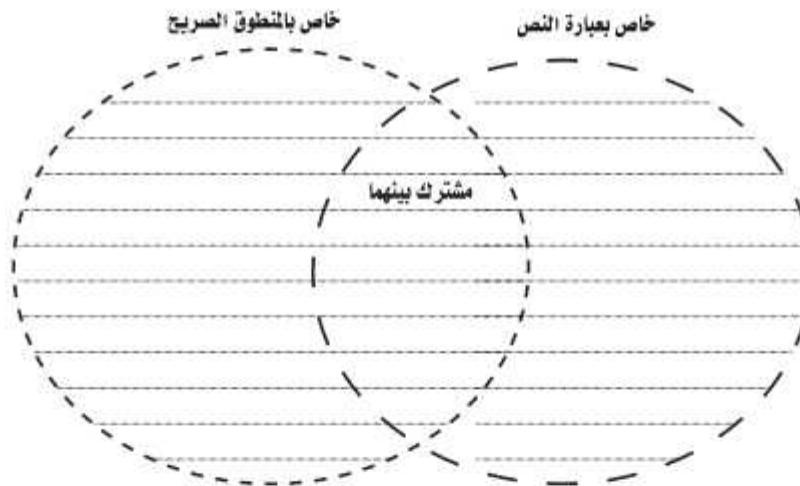 خاص بعبارة النص
خاص بالمنطوق الصريح
مشترك بينهما